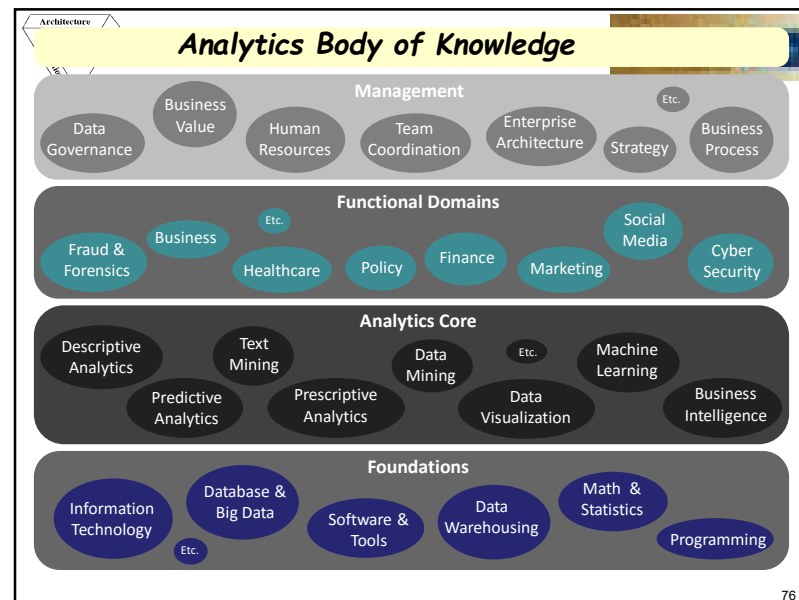 Architecture
Analytics Body of Knowledge
Management
Data
Governance
Business
Value
Human
Resources
Team
Coordination
Enterprise
Architecture
Strategy
Etc.
Business
Process
Functional Domains
Fraud &
Forensics
Business
Etc.
Healthcare
Policy
Finance
Marketing
Social
Media
Cyber
Security
Analytics Core
Descriptive
Analytics
Predictive
Analytics
Text
Mining
Prescriptive
Analytics
Data
Mining
Etc.
Data
Visualization
Machine
Learning
Business
Intelligence
Foundations
Information
Technology
Etc.
Database &
Big Data
Software &
Tools
Data
Warehousing
Math &
Statistics
Programming
76